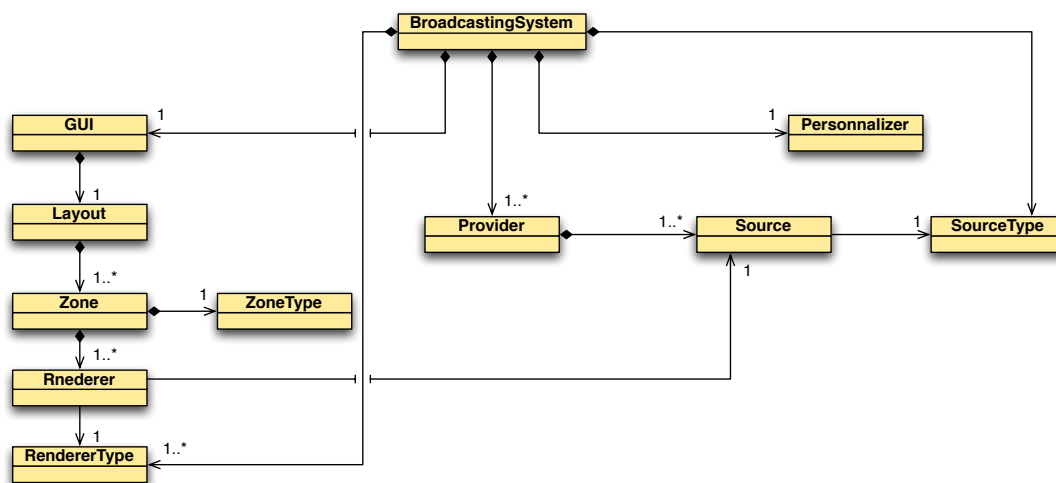 BroadcastingSystem
1
GUI
1
Personnalizer
1
Layout
1..*
Provider
1..*
Source
1
SourceType
1
1..*
Zone
1
ZoneType
1..*
Rnederer
1
1..*
RendererType